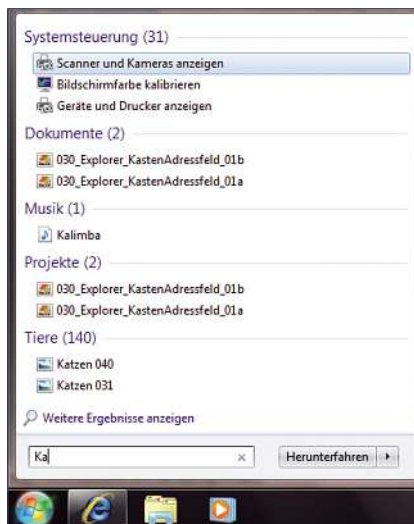 Systemsteuerung (31)
Scanner und Kameras anzeigen
Bildschirmfarbe kalibrieren
Geräte und Drucker anzeigen
Dokumente (2)
030_Explorer_KastenAdressfeld_01b
030_Explorer_KastenAdressfeld_01a
Musik (1)
Kalimba
Projekte (2)
030_Explorer_KastenAdressfeld_01b
030_Explorer_KastenAdressfeld_01a
Tiere (140)
Katzen 040
Katzen 031
Weitere Ergebnisse anzeigen
Ka
Herunterfahren